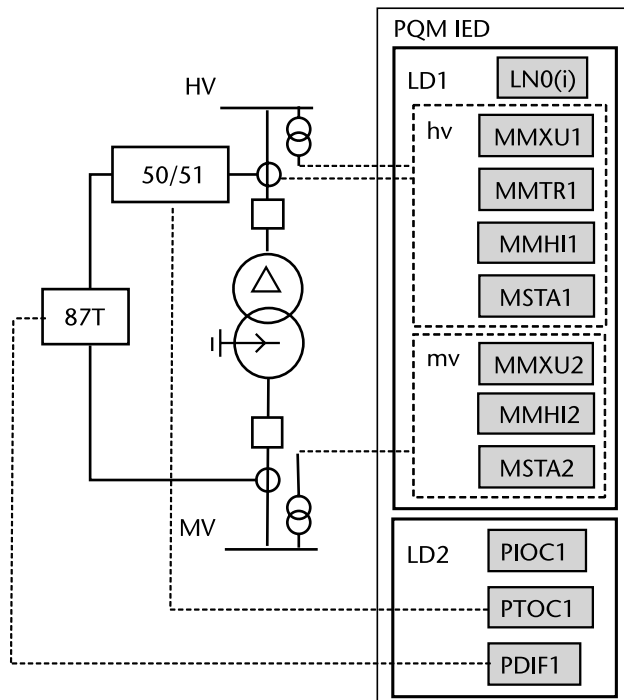 PQM IED
LD1
LN0(i)
HV
hv
MMXU1
50/51
MMTR1
MMHI1
MSTA1
87T
mv
MMXU2
MMHI2
MSTA2
MV
LD2
PIOC1
PTOC1
PDIF1